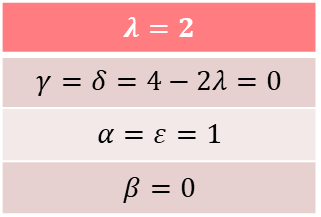 λ = 2
γ = δ = 4 − 2λ = 0
α = ε = 1
β = 0